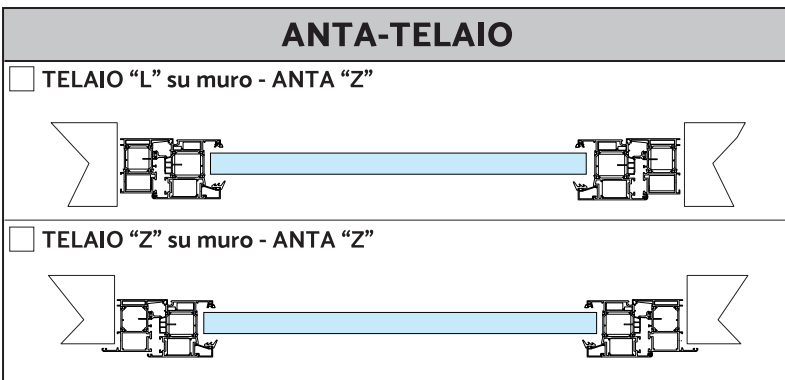 ANTA-TELAIO
TELAIO “L” su muro - ANTA “Z”
TELAIO “Z” su muro - ANTA “Z”